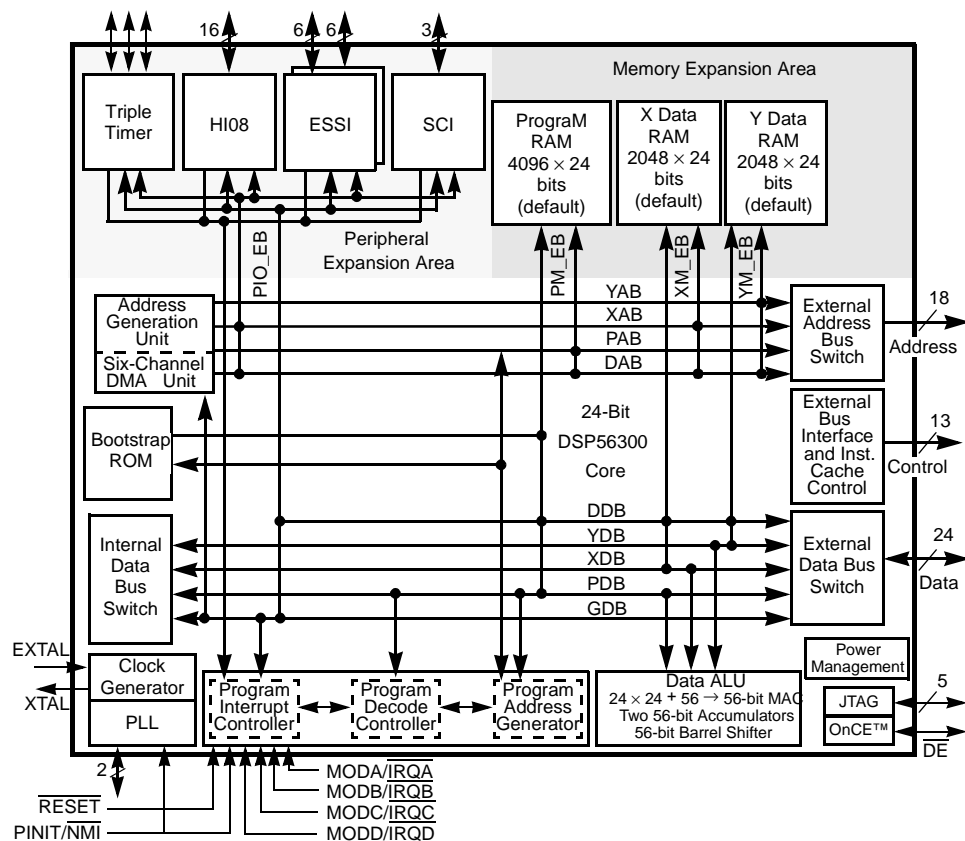 16
6
6
3
Memory Expansion Area
Triple
Timer
HI08
ESSI
SCI
PrograM
RAM
4096 × 24
bits
(default)
X Data
RAM
2048 × 24
bits
(default)
Y Data
RAM
2048 × 24
bits
(default)
Peripheral
Expansion Area
PIO_EB
PM_EB
XM_EB
YM_EB
Address
Generation
Unit
Six-Channel
DMA Unit
YAB
XAB
PAB
DAB
External
Address
Bus
Switch
18
Address
Bootstrap
ROM
24-Bit
DSP56300
Core
External
Bus
Interface
and Inst.
Cache
Control
13
Control
Internal
Data
Bus
Switch
DDB
YDB
XDB
PDB
GDB
External
Data Bus
Switch
24
Data
EXTAL
XTAL
Clock
Generator
PLL
2
Program
Interrupt
Controller
Program
Decode
Controller
Program
Address
Generator
Data ALU
24 × 24 + 56 → 56-bit MAC
Two 56-bit Accumulators
56-bit Barrel Shifter
Power
Management
JTAG
OnCE™
5
DE
MODA/IRQA
MODB/IRQB
MODC/IRQC
MODD/IRQD
RESET
PINIT/NMI